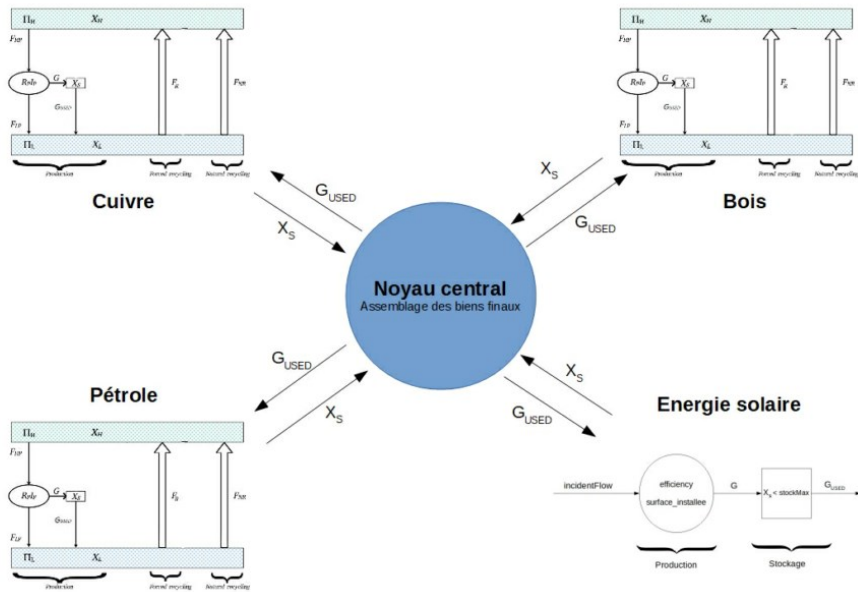 Π_H X_H
F_HP
R_P I_P G X_S
G_USED
F_LP
F_R
F_NR
Π_L X_L
Production Forced recycling Natural recycling
Cuivre
Π_H X_H
F_HP
R_P I_P G X_S
G_USED
F_LP
F_R
F_NR
Π_L X_L
Production Forced recycling Natural recycling
Bois
G_USED
X_S
X_S
G_USED
Noyau central
Assemblage des biens finaux
G_USED
X_S
X_S
G_USED
Pétrole
Π_H X_H
F_HP
R_P I_P G X_S
G_USED
F_LP
F_R
F_NR
Π_L X_L
Production Forced recycling Natural recycling
Energie solaire
incidentFlow
efficiency
surface_installee
G
X_S < stockMax
G_USED
Production
Stockage